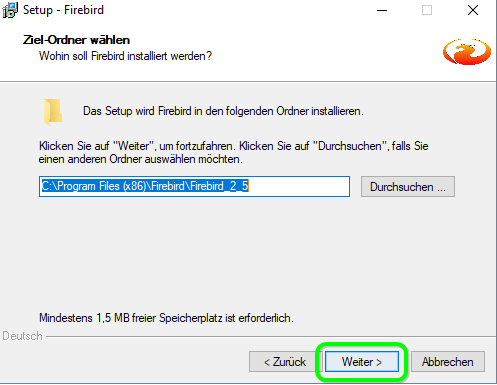 Setup - Firebird
Ziel-Ordner wählen
Wohin soll Firebird installiert werden?
Das Setup wird Firebird in den folgenden Ordner installieren.
Klicken Sie auf "Weiter", um fortzufahren. Klicken Sie auf "Durchsuchen", falls Sie
einen anderen Ordner auswählen möchten.
C:\Program Files (x86)\Firebird\Firebird_2_5
Durchsuchen ...
Mindestens 1,5 MB freier Speicherplatz ist erforderlich.
Deutsch
< Zurück
Weiter >
Abbrechen